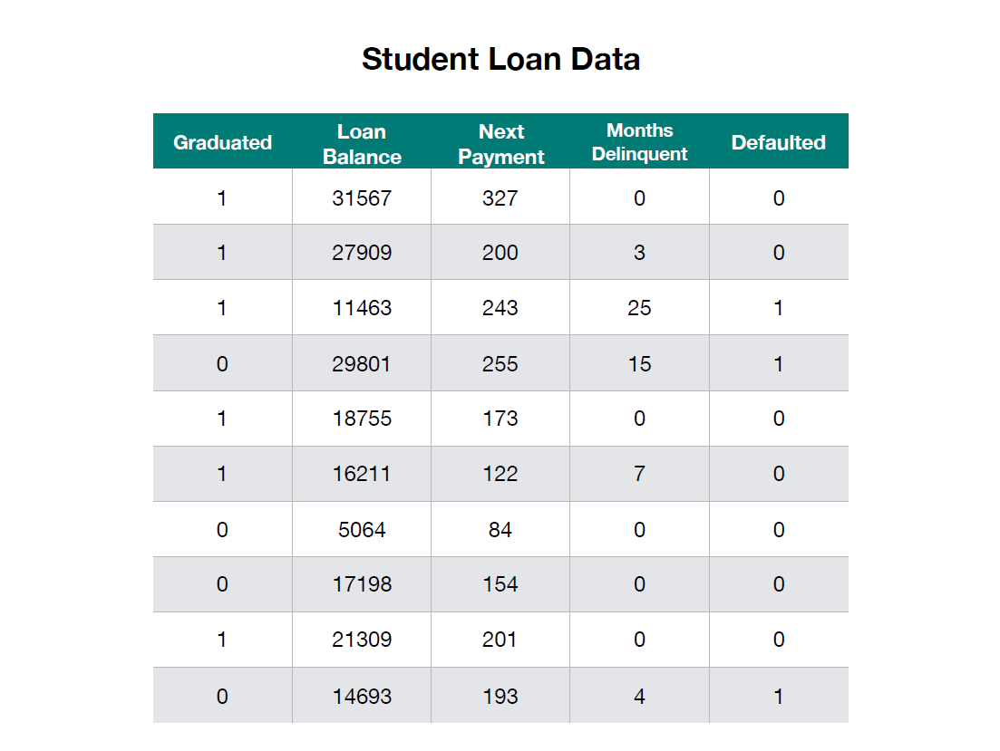 Student Loan Data
Graduated Loan Balance Next Payment Months Delinquent Defaulted
1 31567 327 0 0
1 27909 200 3 0
1 11463 243 25 1
0 29801 255 15 1
1 18755 173 0 0
1 16211 122 7 0
0 5064 84 0 0
0 17198 154 0 0
1 21309 201 0 0
0 14693 193 4 1